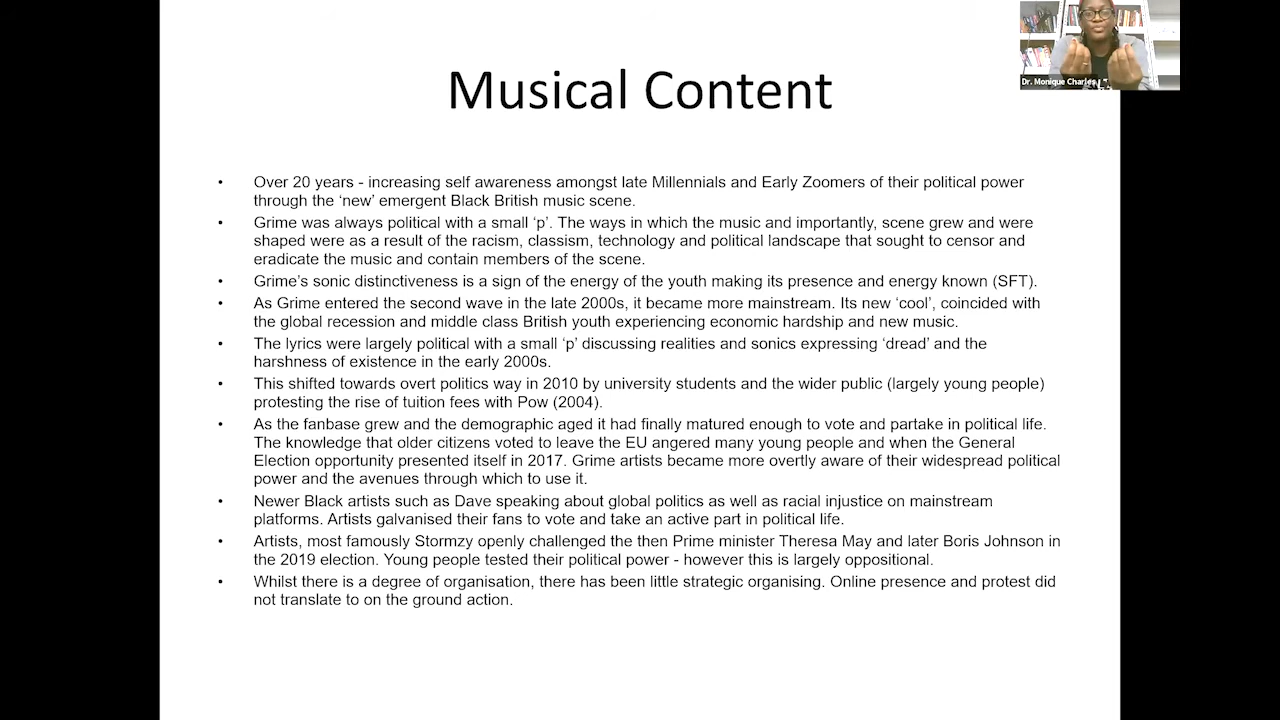 Dr. Monique Charles
Musical Content
• Over 20 years - increasing self awareness amongst late Millennials and Early Zoomers of their political power
through the ‘new’ emergent Black British music scene.
• Grime was always political with a small ‘p’. The ways in which the music and importantly, scene grew and were
shaped were as a result of the racism, classism, technology and political landscape that sought to censor and
eradicate the music and contain members of the scene.
• Grime’s sonic distinctiveness is a sign of the energy of the youth making its presence and energy known (SFT).
• As Grime entered the second wave in the late 2000s, it became more mainstream. Its new ‘cool’, coincided with
the global recession and middle class British youth experiencing economic hardship and new music.
• The lyrics were largely political with a small ‘p’ discussing realities and sonics expressing ‘dread’ and the
harshness of existence in the early 2000s.
• This shifted towards overt politics way in 2010 by university students and the wider public (largely young people)
protesting the rise of tuition fees with Pow (2004).
• As the fanbase grew and the demographic aged it had finally matured enough to vote and partake in political life.
The knowledge that older citizens voted to leave the EU angered many young people and when the General
Election opportunity presented itself in 2017. Grime artists became more overtly aware of their widespread political
power and the avenues through which to use it.
• Newer Black artists such as Dave speaking about global politics as well as racial injustice on mainstream
platforms. Artists galvanised their fans to vote and take an active part in political life.
• Artists, most famously Stormzy openly challenged the then Prime minister Theresa May and later Boris Johnson in
the 2019 election. Young people tested their political power - however this is largely oppositional.
• Whilst there is a degree of organisation, there has been little strategic organising. Online presence and protest did
not translate to on the ground action.